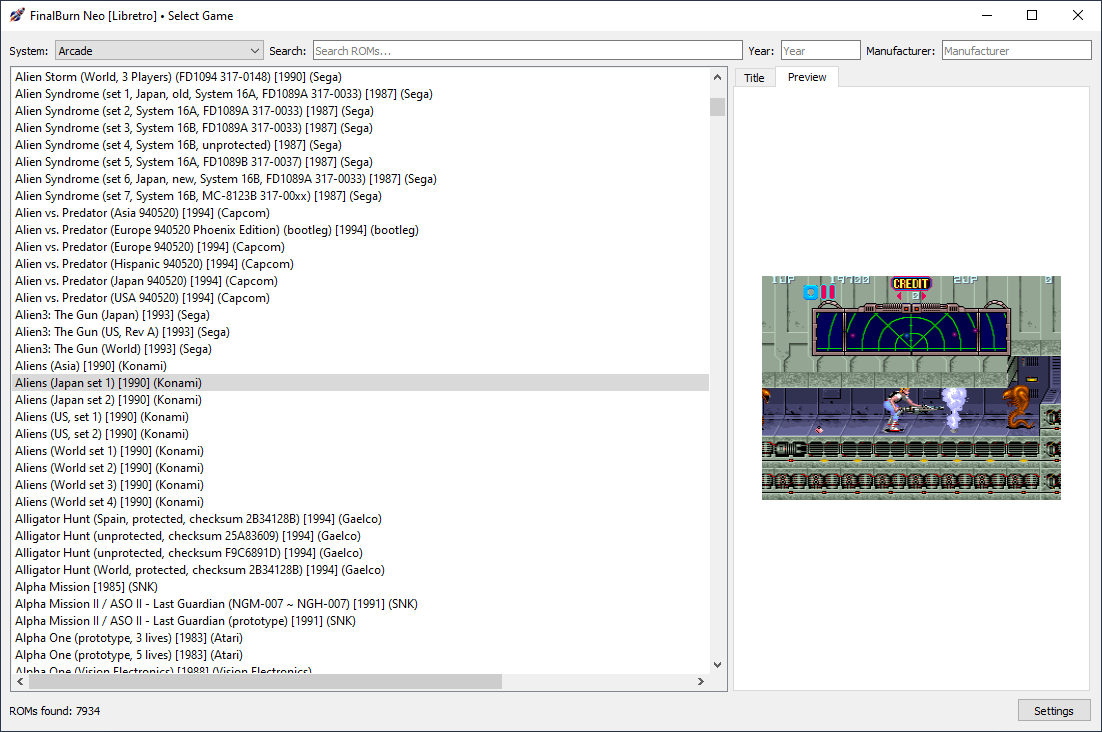 FinalBurn Neo [Libretro] • Select Game
System: Arcade Search: Search ROMs... Year: Year Manufacturer: Manufacturer
Alien Storm (World, 3 Players) (FD1094 317-0148) [1990] (Sega)
Alien Syndrome (set 1, Japan, old, System 16A, FD1089A 317-0033) [1987] (Sega)
Alien Syndrome (set 2, System 16A, FD1089A 317-0033) [1987] (Sega)
Alien Syndrome (set 3, System 16B, FD1089A 317-0033) [1987] (Sega)
Alien Syndrome (set 4, System 16B, unprotected) [1987] (Sega)
Alien Syndrome (set 5, System 16A, FD1089B 317-0037) [1987] (Sega)
Alien Syndrome (set 6, Japan, new, System 16B, FD1089A 317-0033) [1987] (Sega)
Alien Syndrome (set 7, System 16B, MC-8123B 317-00xx) [1987] (Sega)
Alien vs. Predator (Asia 940520) [1994] (Capcom)
Alien vs. Predator (Europe 940520 Phoenix Edition) (bootleg) [1994] (bootleg)
Alien vs. Predator (Europe 940520) [1994] (Capcom)
Alien vs. Predator (Hispanic 940520) [1994] (Capcom)
Alien vs. Predator (Japan 940520) [1994] (Capcom)
Alien vs. Predator (USA 940520) [1994] (Capcom)
Alien3: The Gun (Japan) [1993] (Sega)
Alien3: The Gun (US, Rev A) [1993] (Sega)
Alien3: The Gun (World) [1993] (Sega)
Aliens (Asia) [1990] (Konami)
Aliens (Japan set 1) [1990] (Konami)
Aliens (Japan set 2) [1990] (Konami)
Aliens (US, set 1) [1990] (Konami)
Aliens (US, set 2) [1990] (Konami)
Aliens (World set 1) [1990] (Konami)
Aliens (World set 2) [1990] (Konami)
Aliens (World set 3) [1990] (Konami)
Aliens (World set 4) [1990] (Konami)
Alligator Hunt (Spain, protected, checksum 2B34128B) [1994] (Gaelco)
Alligator Hunt (unprotected, checksum 25A83609) [1994] (Gaelco)
Alligator Hunt (unprotected, checksum F9C6891D) [1994] (Gaelco)
Alligator Hunt (World, protected, checksum 2B34128B) [1994] (Gaelco)
Alpha Mission [1985] (SNK)
Alpha Mission II / ASO II - Last Guardian (NGM-007 ~ NGH-007) [1991] (SNK)
Alpha Mission II / ASO II - Last Guardian (prototype) [1991] (SNK)
Alpha One (prototype, 3 lives) [1983] (Atari)
Alpha One (prototype, 5 lives) [1983] (Atari)
Alpha One (Vision Electronics) [1988] (Vision Electronics)
Title Preview
1UP 19700 CREDIT 2UP 0
0
ROMs found: 7934
Settings